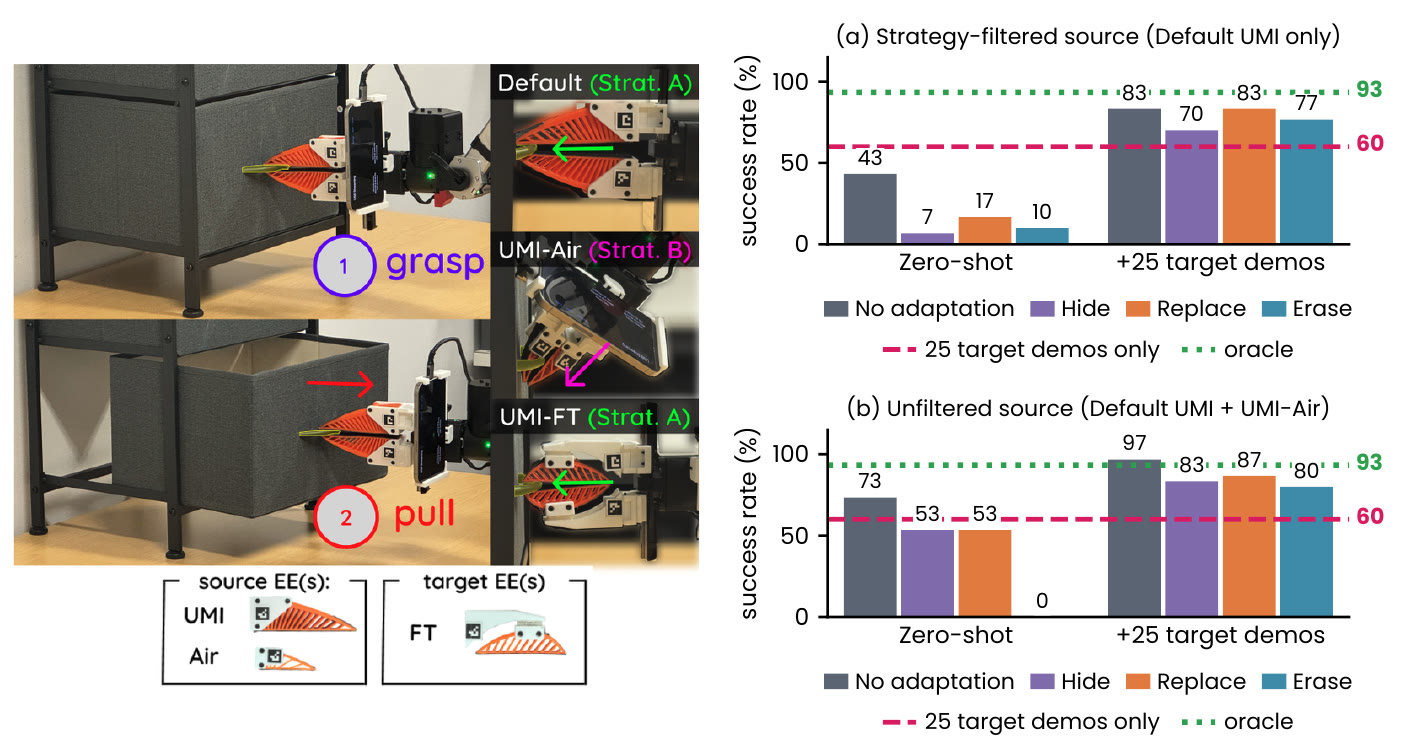 Default (Strat. A)
UMI-Air (Strat. B)
UMI-FT (Strat. A)
1 grasp
2 pull
source EE(s):
UMI
Air
target EE(s)
FT
(a) Strategy-filtered source (Default UMI only)
success rate (%)
100
50
0
43
7
17
10
83
70
83
77
93
60
Zero-shot
+25 target demos
No adaptation Hide Replace Erase
25 target demos only oracle
(b) Unfiltered source (Default UMI + UMI-Air)
success rate (%)
100
50
0
73
53
53
0
97
83
87
80
93
60
Zero-shot
+25 target demos
No adaptation Hide Replace Erase
25 target demos only oracle